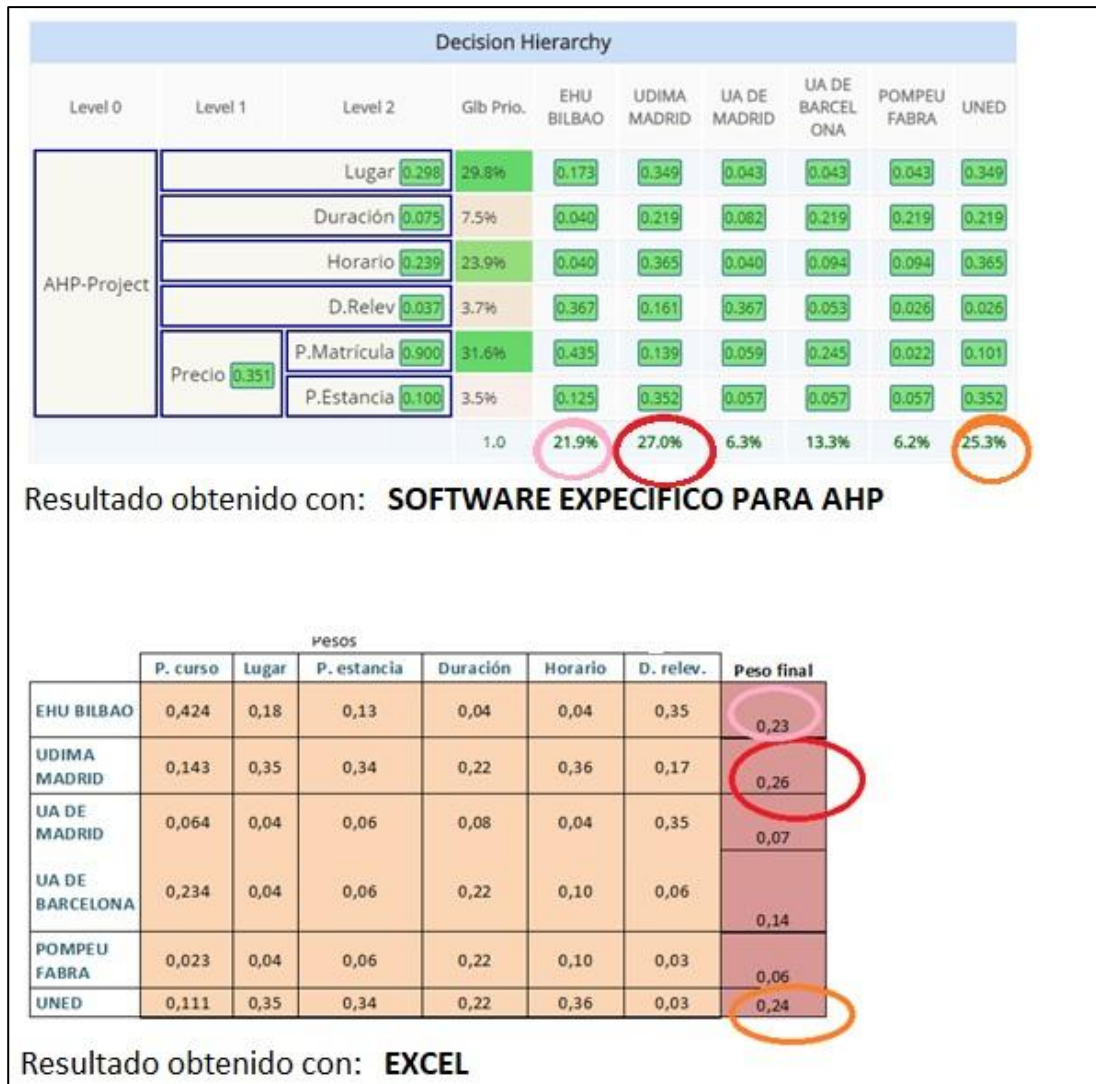 Decision Hierarchy
Level 0 Level 1 Level 2 Glb Prio. EHU BILBAO UDIMA MADRID UA DE MADRID UA DE BARCEL ONA POMPEU FABRA UNED
AHP-Project
Lugar 0.298 29.8% 0.173 0.349 0.043 0.043 0.043 0.349
Duración 0.075 7.5% 0.040 0.219 0.082 0.219 0.219 0.219
Horario 0.239 23.9% 0.040 0.365 0.040 0.094 0.094 0.365
D.Relev 0.037 3.7% 0.367 0.161 0.367 0.053 0.026 0.026
Precio 0.351
P.Matrícula 0.900 31.6% 0.435 0.139 0.059 0.245 0.022 0.101
P.Estancia 0.100 3.5% 0.125 0.352 0.057 0.057 0.057 0.352
1.0 21.9% 27.0% 6.3% 13.3% 6.2% 25.3%
Resultado obtenido con: SOFTWARE EXPECIFICO PARA AHP
Pesos
P. curso Lugar P. estancia Duración Horario D. relev. Peso final
EHU BILBAO 0,424 0,18 0,13 0,04 0,04 0,35 0,23
UDIMA MADRID 0,143 0,35 0,34 0,22 0,36 0,17 0,26
UA DE MADRID 0,064 0,04 0,06 0,08 0,04 0,35 0,07
UA DE BARCELONA 0,234 0,04 0,06 0,22 0,10 0,06 0,14
POMPEU FABRA 0,023 0,04 0,06 0,22 0,10 0,03 0,06
UNED 0,111 0,35 0,34 0,22 0,36 0,03 0,24
Resultado obtenido con: EXCEL